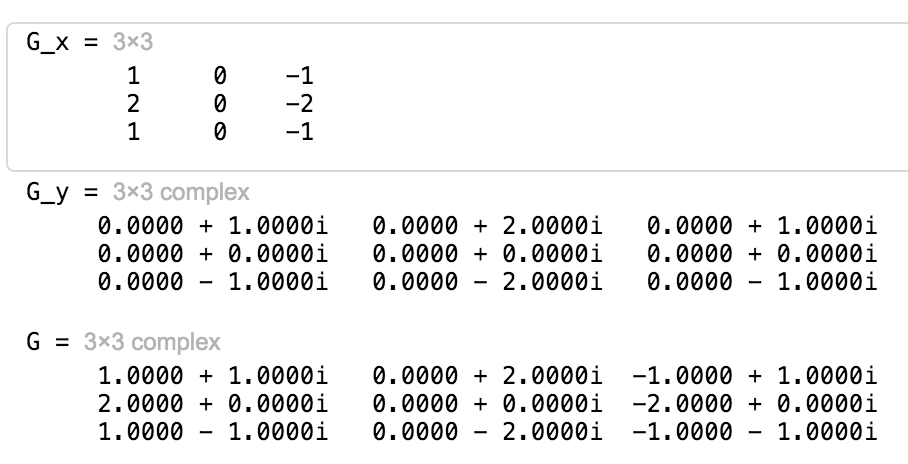 G_x = 3×3
1 0 −1
2 0 −2
1 0 −1
G_y = 3×3 complex
0.0000 + 1.0000i 0.0000 + 2.0000i 0.0000 + 1.0000i
0.0000 + 0.0000i 0.0000 + 0.0000i 0.0000 + 0.0000i
0.0000 − 1.0000i 0.0000 − 2.0000i 0.0000 − 1.0000i
G = 3×3 complex
1.0000 + 1.0000i 0.0000 + 2.0000i −1.0000 + 1.0000i
2.0000 + 0.0000i 0.0000 + 0.0000i −2.0000 + 0.0000i
1.0000 − 1.0000i 0.0000 − 2.0000i −1.0000 − 1.0000i